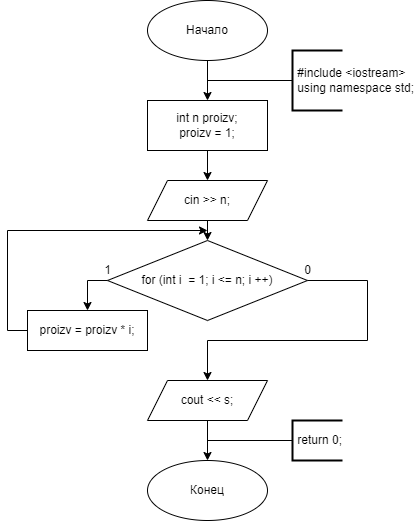 Начало
#include <iostream>
using namespace std;
int n proizv;
proizv = 1;
cin >> n;
1
for (int i = 1; i <= n; i ++)
0
proizv = proizv * i;
cout << s;
return 0;
Конец